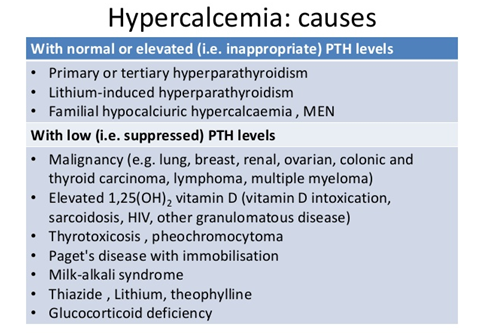 Hypercalcemia: causes
With normal or elevated (i.e. inappropriate) PTH levels
• Primary or tertiary hyperparathyroidism
• Lithium-induced hyperparathyroidism
• Familial hypocalciuric hypercalcaemia , MEN
With low (i.e. suppressed) PTH levels
• Malignancy (e.g. lung, breast, renal, ovarian, colonic and
thyroid carcinoma, lymphoma, multiple myeloma)
• Elevated 1,25(OH)₂ vitamin D (vitamin D intoxication,
sarcoidosis, HIV, other granulomatous disease)
• Thyrotoxicosis , pheochromycetoma
• Paget's disease with immobilisation
• Milk-alkali syndrome
• Thiazide , Lithium, theophylline
• Glucocorticoid deficiency